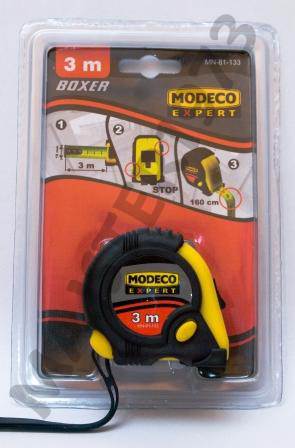 3 m
MN-81-133
BOXER
MODECO
EXPERT
1
2
3
3 m
STOP
160 cm
MODECO
EXPERT
3 m